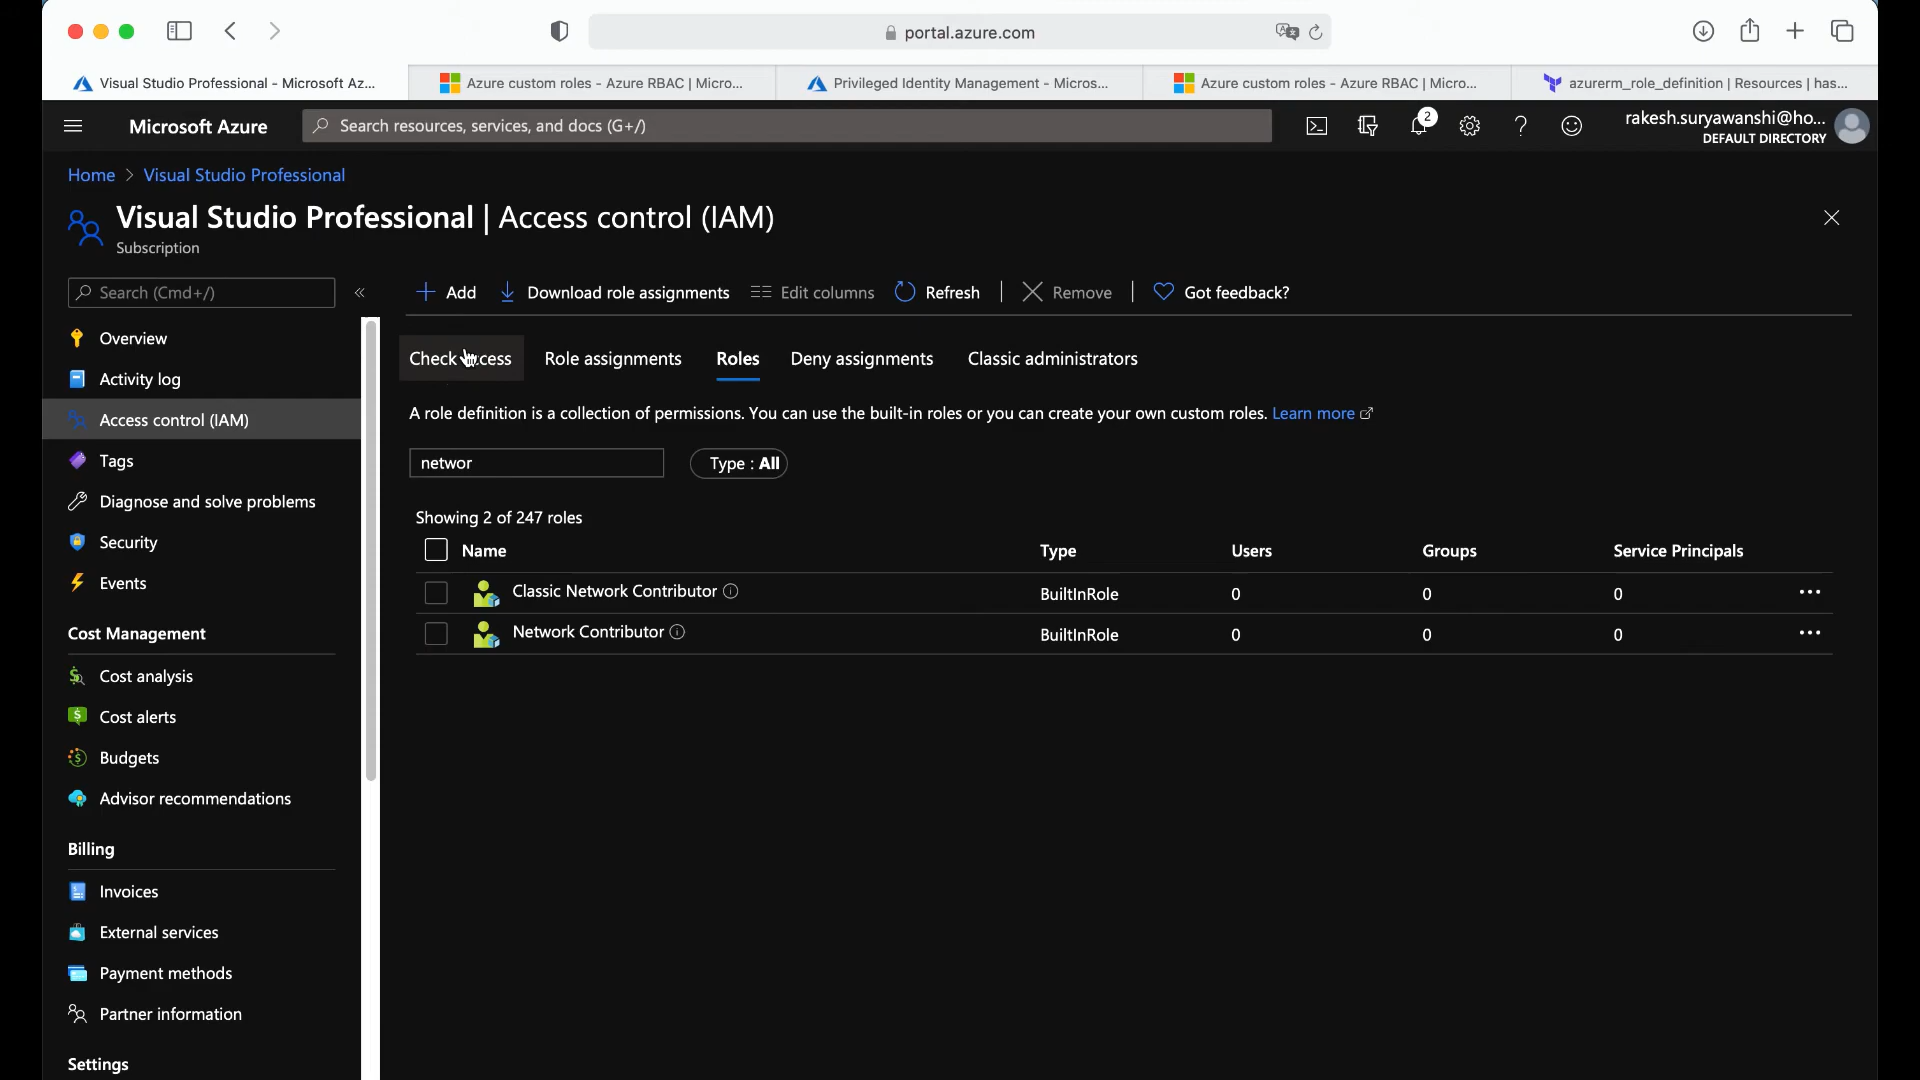 portal.azure.com
Visual Studio Professional - Microsoft Az...
Azure custom roles - Azure RBAC | Micro...
Privileged Identity Management - Micros...
Azure custom roles - Azure RBAC | Micro...
azurerm_role_definition | Resources | has...
Microsoft Azure
Search resources, services, and docs (G+/)
2
rakesh.suryawanshi@ho...
DEFAULT DIRECTORY
Home > Visual Studio Professional
Visual Studio Professional | Access control (IAM)
Subscription
Search (Cmd+/)
«
Add
Download role assignments
Edit columns
Refresh
Remove
Got feedback?
Overview
Activity log
Access control (IAM)
Tags
Diagnose and solve problems
Security
Events
Cost Management
Cost analysis
Cost alerts
Budgets
Advisor recommendations
Billing
Invoices
External services
Payment methods
Partner information
Settings
Check access
Role assignments
Roles
Deny assignments
Classic administrators
A role definition is a collection of permissions. You can use the built-in roles or you can create your own custom roles. Learn more
networ
Type : All
Showing 2 of 247 roles
Name Type Users Groups Service Principals
Classic Network Contributor BuiltInRole 0 0 0 ...
Network Contributor BuiltInRole 0 0 0 ...